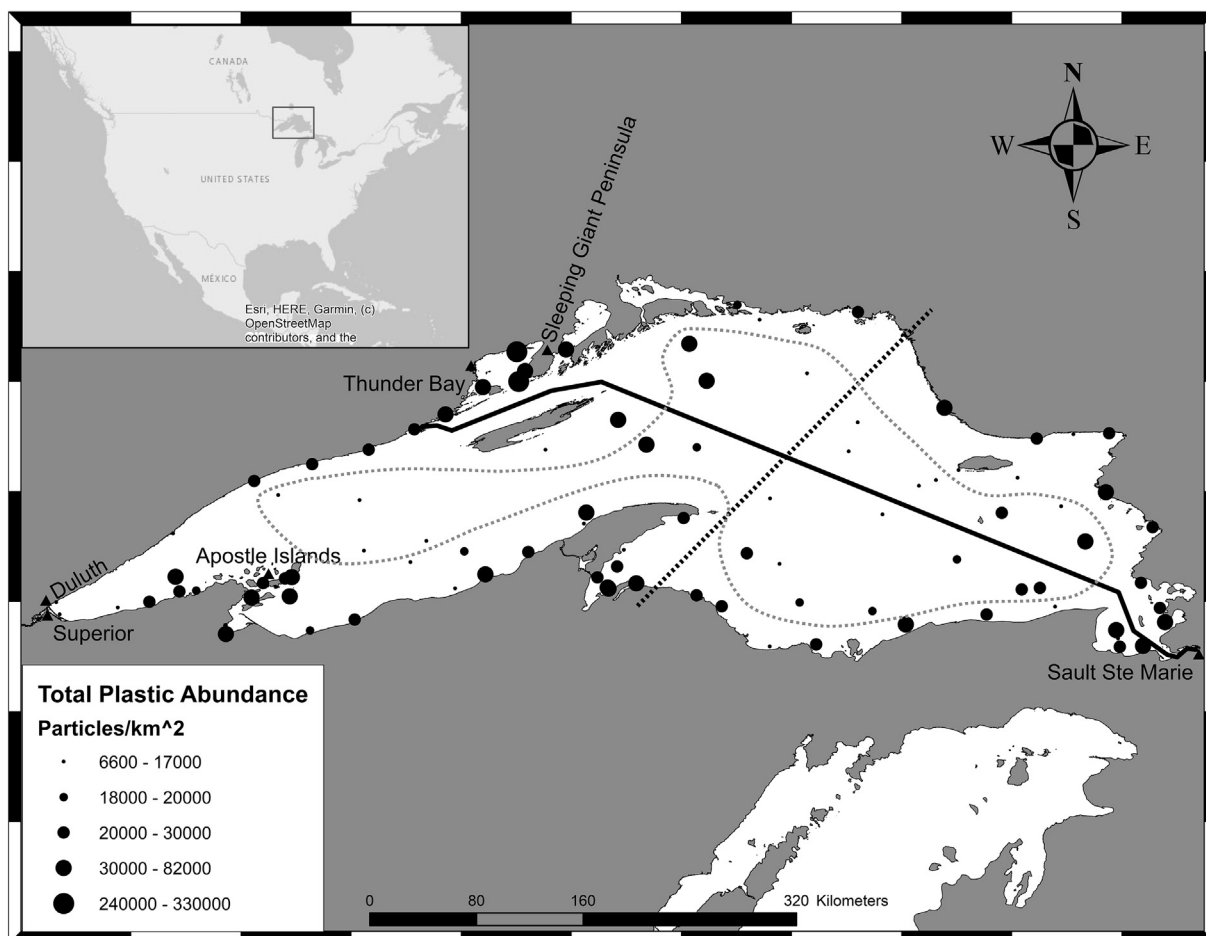 CANADA
UNITED STATES
MÉXICO
Esri, HERE, Garmin, (c)
OpenStreetMap
contributors, and the
N
W
E
S
Sleeping Giant Peninsula
Thunder Bay
Apostle Islands
Duluth
Superior
Sault Ste Marie
Total Plastic Abundance
Particles/km^2
6600 - 17000
18000 - 20000
20000 - 30000
30000 - 82000
240000 - 330000
0 80 160 320 Kilometers